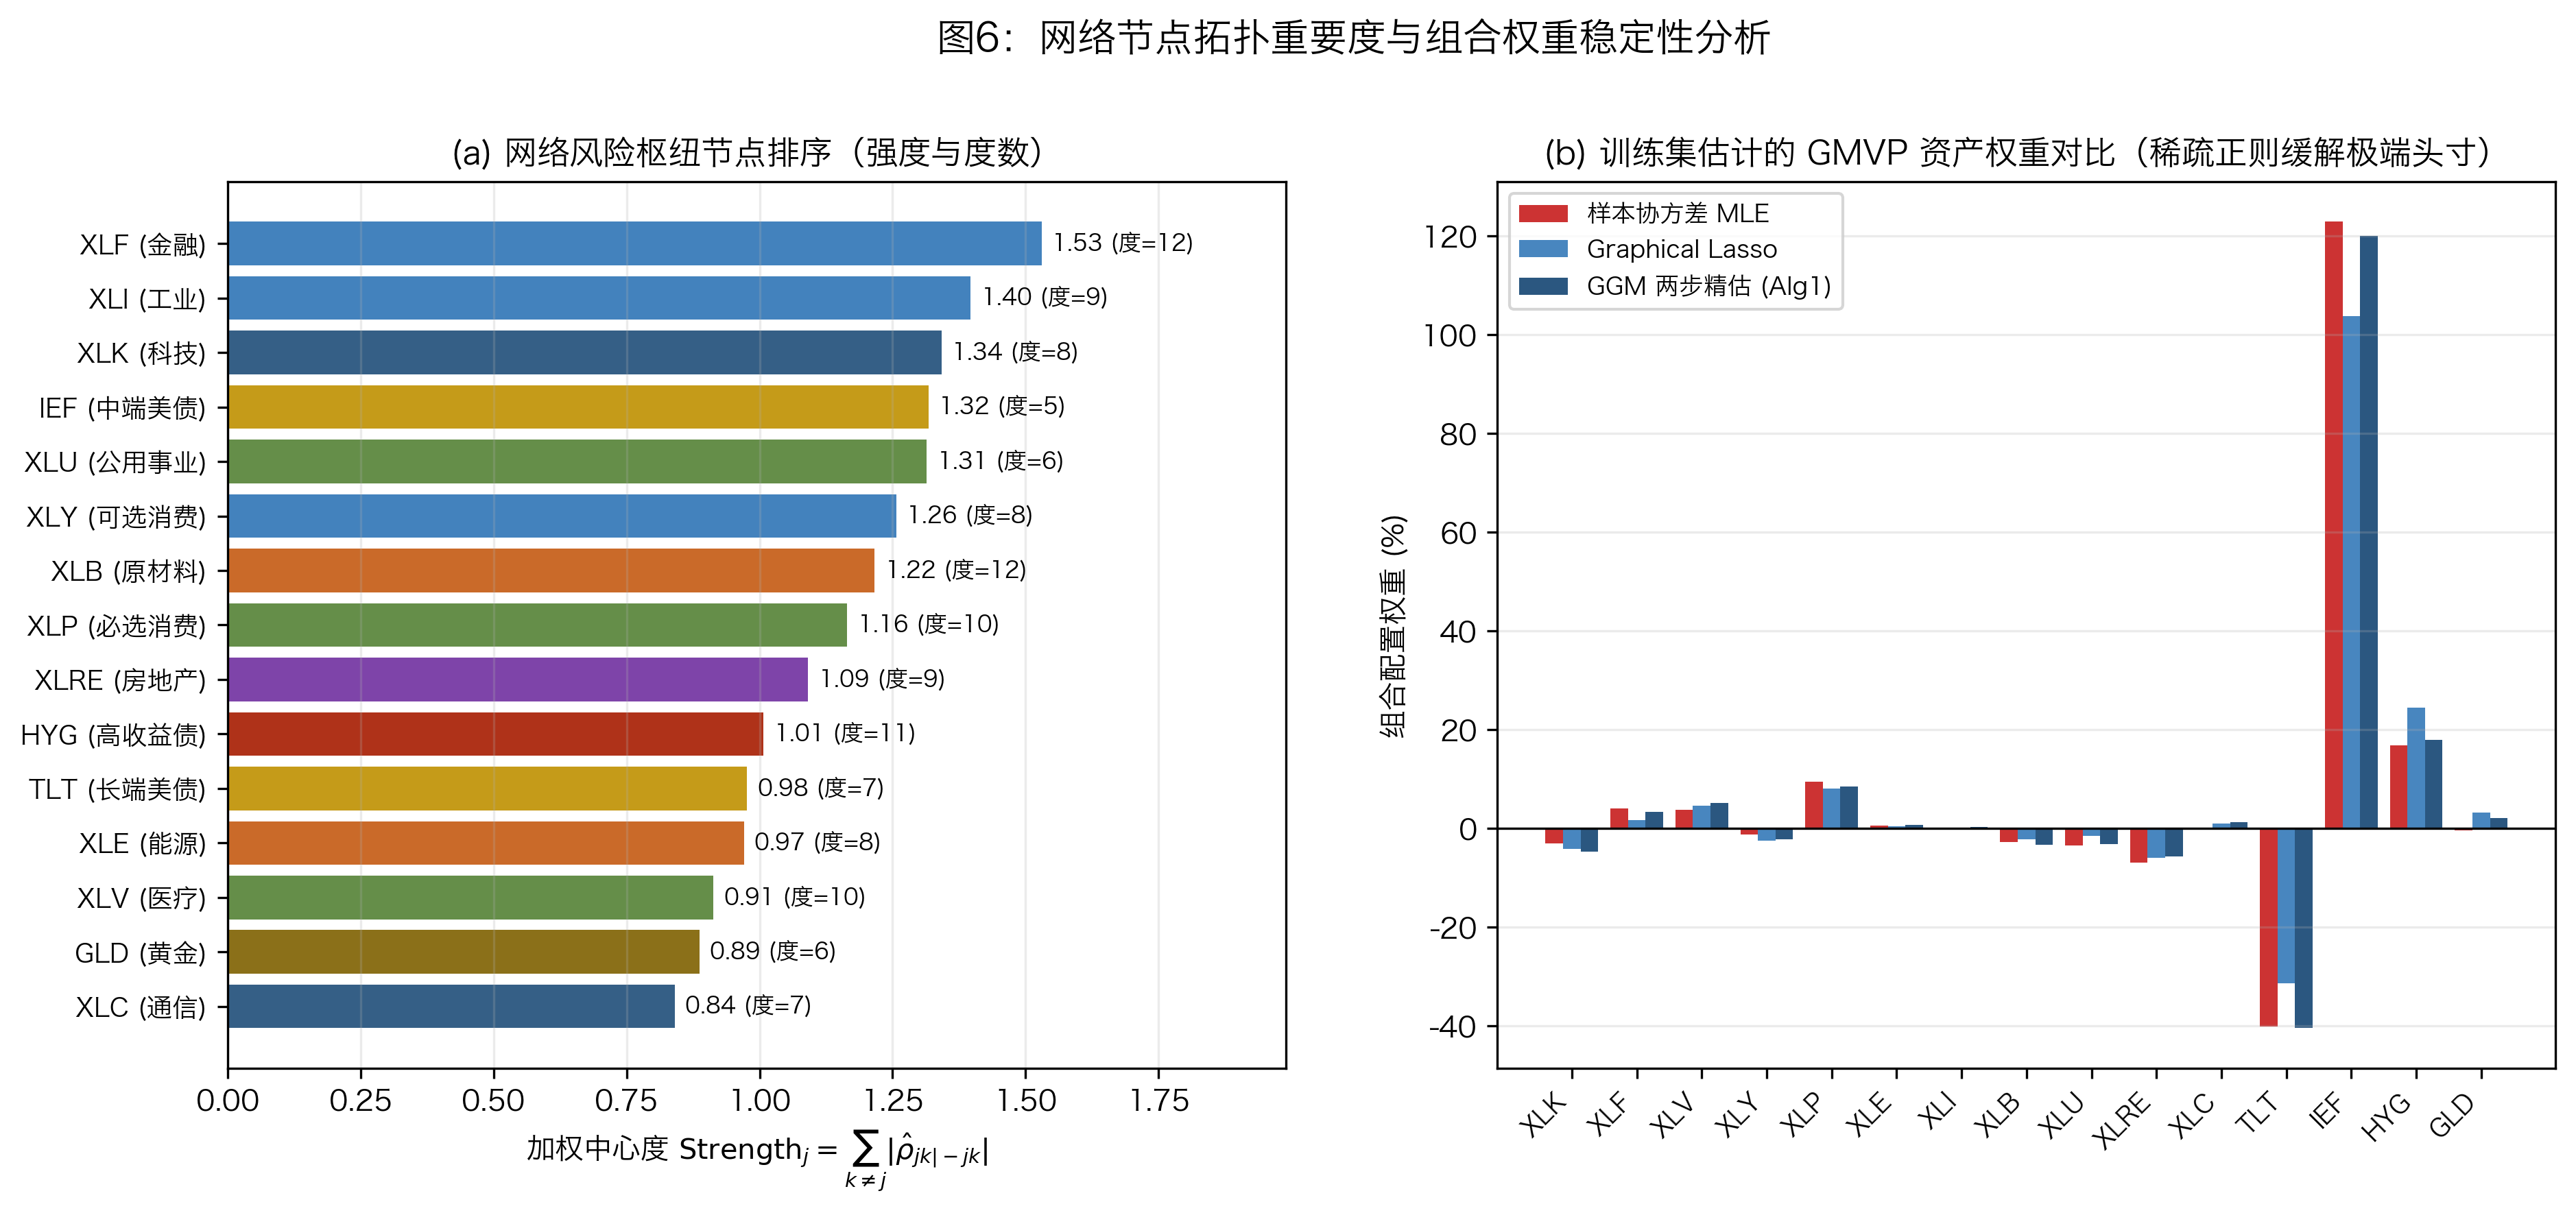 图6：网络节点拓扑重要度与组合权重稳定性分析
(a) 网络风险枢纽节点排序（强度与度数）
XLF (金融)
1.53 (度=12)
XLI (工业)
1.40 (度=9)
XLK (科技)
1.34 (度=8)
IEF (中端美债)
1.32 (度=5)
XLU (公用事业)
1.31 (度=6)
XLY (可选消费)
1.26 (度=8)
XLB (原材料)
1.22 (度=12)
XLP (必选消费)
1.16 (度=10)
XLRE (房地产)
1.09 (度=9)
HYG (高收益债)
1.01 (度=11)
TLT (长端美债)
0.98 (度=7)
XLE (能源)
0.97 (度=8)
XLV (医疗)
0.91 (度=10)
GLD (黄金)
0.89 (度=6)
XLC (通信)
0.84 (度=7)
0.00 0.25 0.50 0.75 1.00 1.25 1.50 1.75
加权中心度 Strength_j = ∑_{k≠j} |ρ̂_{jk|−jk}|
(b) 训练集估计的 GMVP 资产权重对比（稀疏正则缓解极端头寸）
样本协方差 MLE
Graphical Lasso
GGM 两步精估 (Alg1)
组合配置权重 (%)
120
100
80
60
40
20
0
-20
-40
XLK XLF XLV XLY XLP XLE XLI XLB XLU XLRE XLC TLT IEF HYG GLD